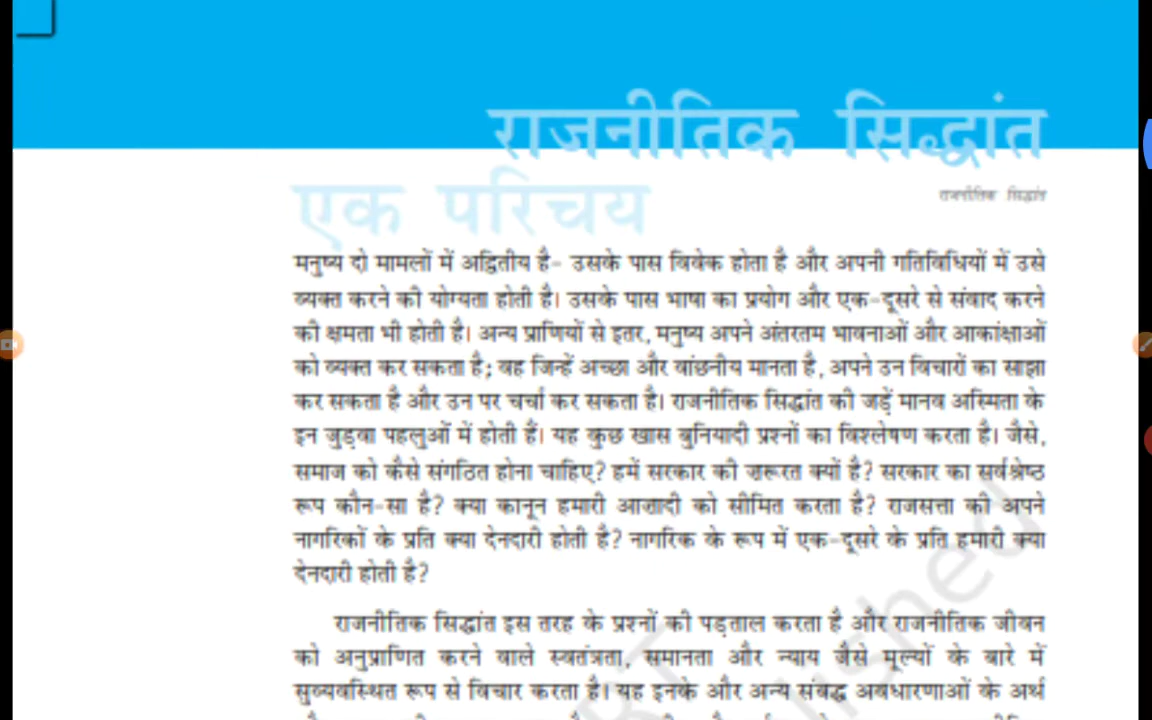 राजनीतिक सिद्धांत
एक परिचय
राजनीतिक सिद्धांत
मनुष्य दो मामलों में अद्वितीय है- उसके पास विवेक होता है और अपनी गतिविधियों में उसे
व्यक्त करने की योग्यता होती है। उसके पास भाषा का प्रयोग और एक-दूसरे से संवाद करने
की क्षमता भी होती है। अन्य प्राणियों से इतर, मनुष्य अपने अंतरतम भावनाओं और आकांक्षाओं
को व्यक्त कर सकता है; वह जिन्हें अच्छा और वांछनीय मानता है, अपने उन विचारों का साझा
कर सकता है और उन पर चर्चा कर सकता है। राजनीतिक सिद्धांत की जड़ें मानव अस्मिता के
इन जुड़वा पहलुओं में होती हैं। यह कुछ खास बुनियादी प्रश्नों का विश्लेषण करता है। जैसे,
समाज को कैसे संगठित होना चाहिए? हमें सरकार की ज़रूरत क्यों है? सरकार का सर्वश्रेष्ठ
रूप कौन-सा है? क्या कानून हमारी आज़ादी को सीमित करता है? राजसत्ता की अपने
नागरिकों के प्रति क्या देनदारी होती है? नागरिक के रूप में एक-दूसरे के प्रति हमारी क्या
देनदारी होती है?
राजनीतिक सिद्धांत इस तरह के प्रश्नों की पड़ताल करता है और राजनीतिक जीवन
को अनुप्राणित करने वाले स्वतंत्रता, समानता और न्याय जैसे मूल्यों के बारे में
सुव्यवस्थित रूप से विचार करता है। यह इनके और अन्य संबद्ध अवधारणाओं के अर्थ